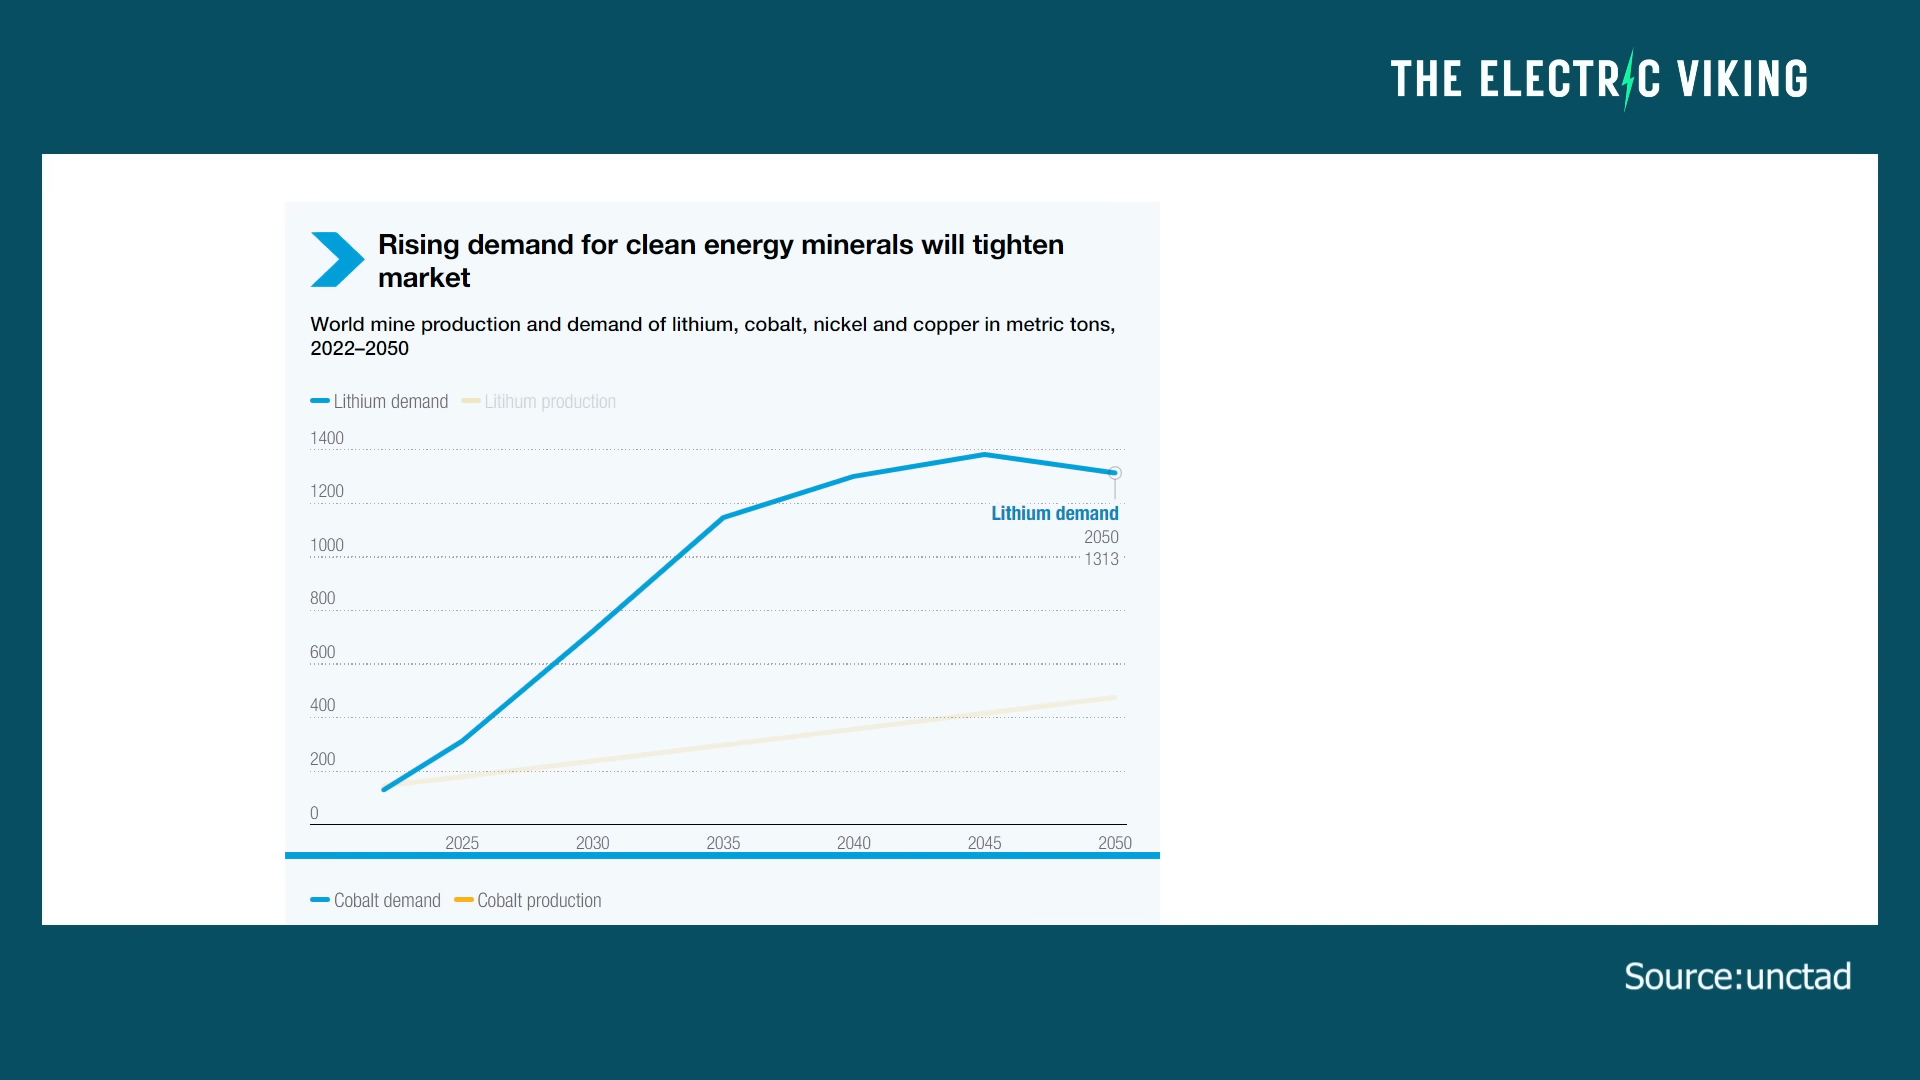 THE ELECTRIC VIKING
Rising demand for clean energy minerals will tighten
market
World mine production and demand of lithium, cobalt, nickel and copper in metric tons,
2022–2050
Lithium demand Litihum production
1400
1200
Lithium demand
2050
1000
1313
800
600
400
200
0
2025 2030 2035 2040 2045 2050
Cobalt demand Cobalt production
Source:unctad